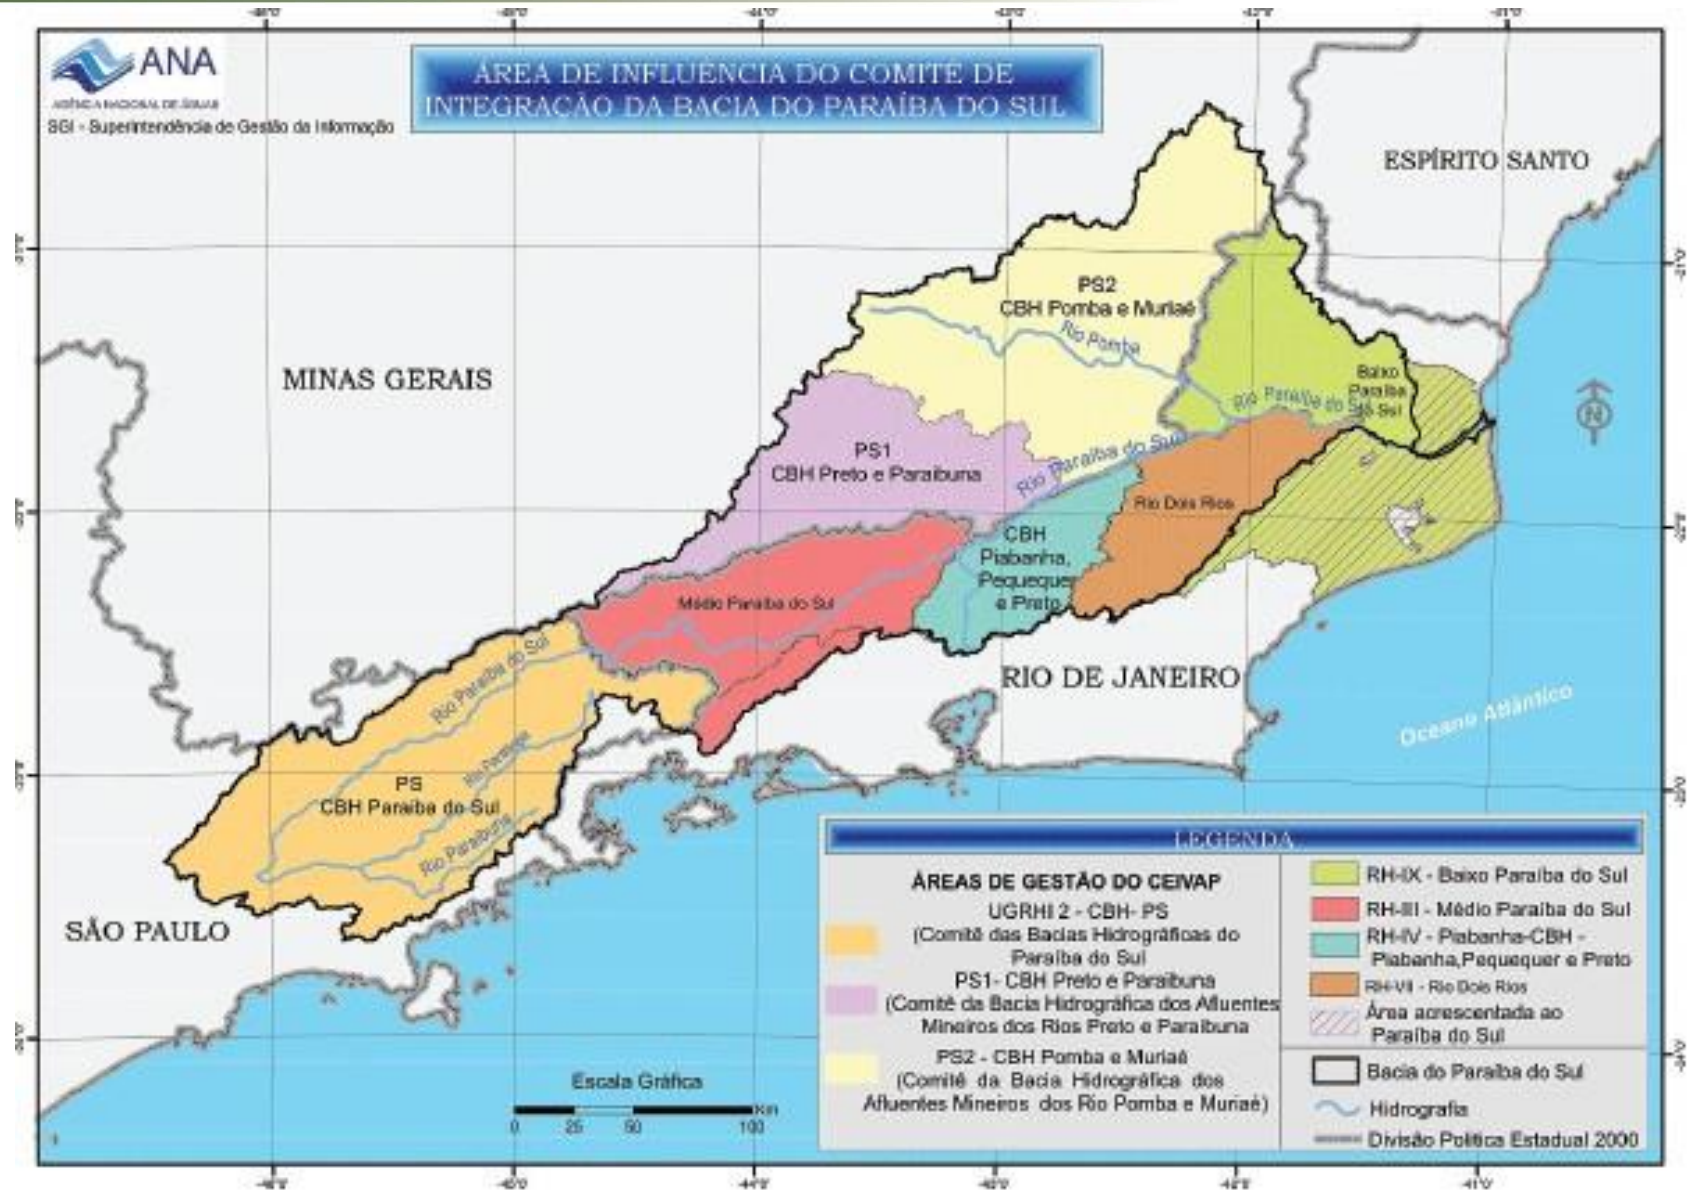 ANA
AGÊNCIA NACIONAL DE ÁGUAS
SGI - Superintendência de Gestão da Informação
ÁREA DE INFLUÊNCIA DO COMITÊ DE
INTEGRAÇÃO DA BACIA DO PARAÍBA DO SUL
ESPÍRITO SANTO
MINAS GERAIS
PS2
CBH Pomba e Muriaé
Rio Pomba
Baixo
Paraíba
do Sul
Rio Paraíba do Sul
PS1
CBH Preto e Paraibuna
Rio Paraíba do Sul
Rio Dois Rios
CBH
Piabanha,
Pequequer
e Preto
Médio Paraíba do Sul
N
Rio Paraíba do Sul
RIO DE JANEIRO
Oceano Atlântico
PS
CBH Paraíba do Sul
Rio Paraibuna
SÃO PAULO
Escala Gráfica
Km
0 25 50 100
LEGENDA
ÁREAS DE GESTÃO DO CEIVAP
UGRHI 2 - CBH- PS
(Comitê das Bacias Hidrográficas do
Paraíba do Sul
PS1- CBH Preto e Paraibuna
(Comitê da Bacia Hidrográfica dos Afluentes
Mineiros dos Rios Preto e Paraibuna
PS2 - CBH Pomba e Muriaé
(Comitê da Bacia Hidrográfica dos
Afluentes Mineiros dos Rio Pomba e Muriaé)
RH-IX - Baixo Paraíba do Sul
RH-III - Médio Paraíba do Sul
RH-IV - Piabanha-CBH -
Piabanha,Pequequer e Preto
RH-VII - Rio Dois Rios
Área acrescentada ao
Paraíba do Sul
Bacia do Paraíba do Sul
Hidrografia
Divisão Politica Estadual 2000